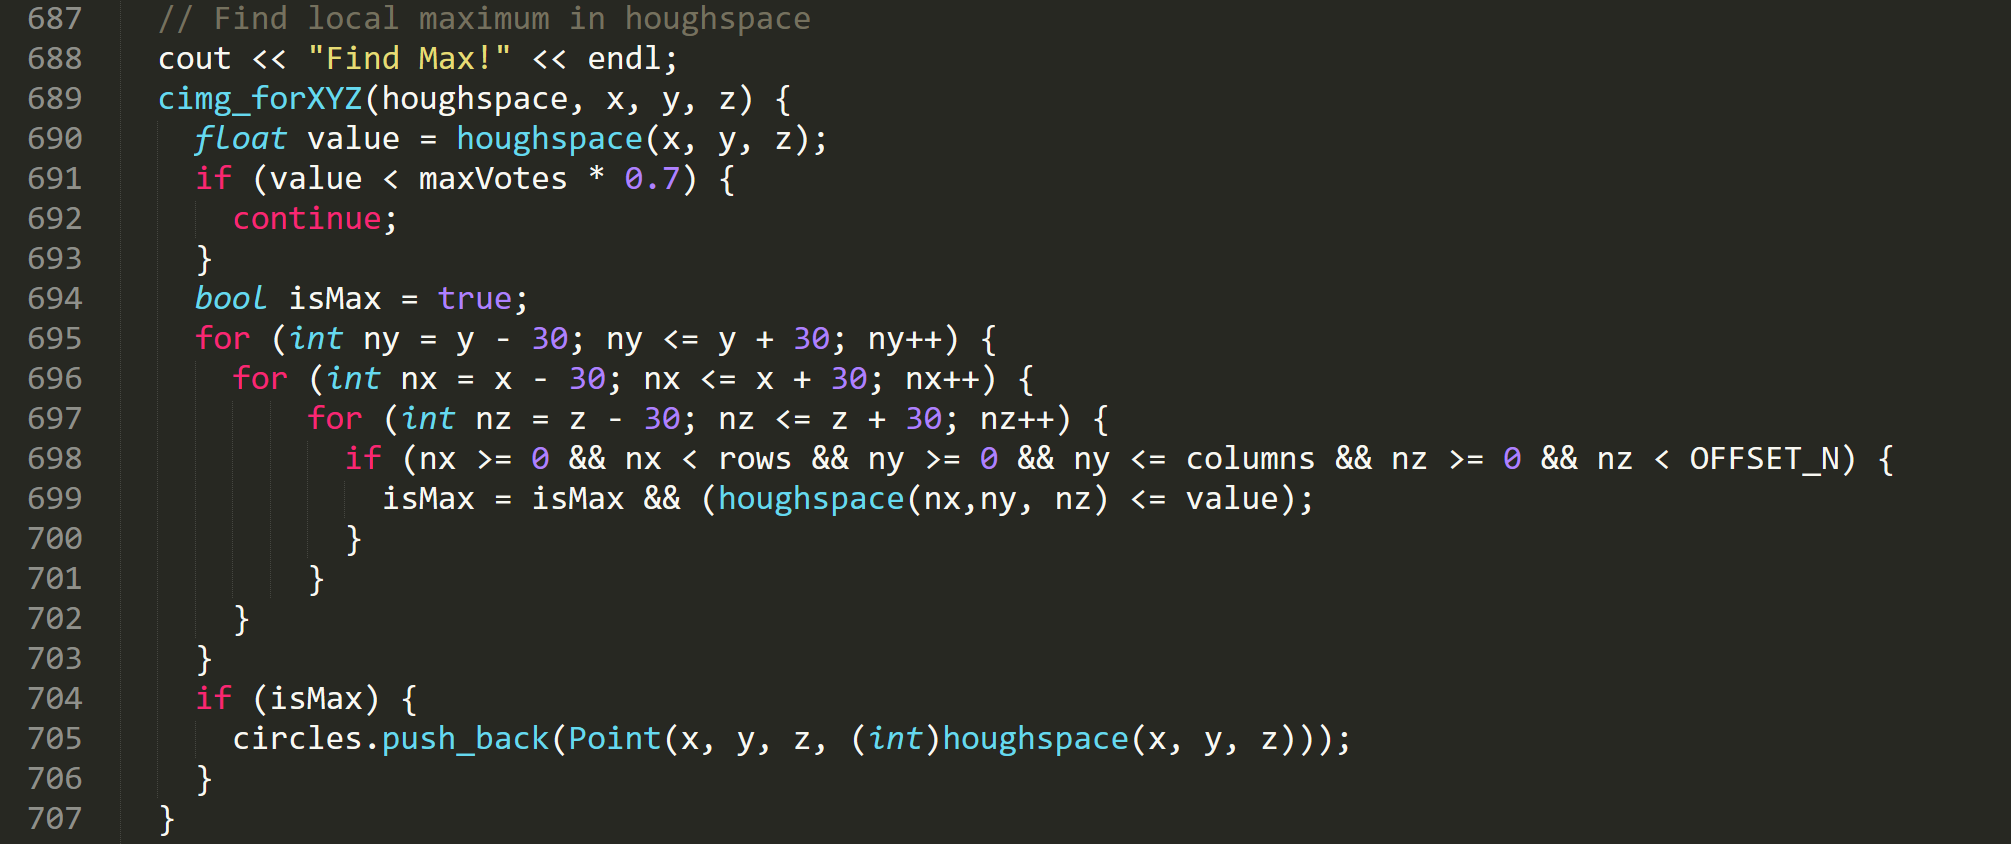 687 // Find local maximum in houghspace
688 cout << "Find Max!" << endl;
689 cimg_forXYZ(houghspace, x, y, z) {
690 float value = houghspace(x, y, z);
691 if (value < maxVotes * 0.7) {
692 continue;
693 }
694 bool isMax = true;
695 for (int ny = y - 30; ny <= y + 30; ny++) {
696 for (int nx = x - 30; nx <= x + 30; nx++) {
697 for (int nz = z - 30; nz <= z + 30; nz++) {
698 if (nx >= 0 && nx < rows && ny >= 0 && ny <= columns && nz >= 0 && nz < OFFSET_N) {
699 isMax = isMax && (houghspace(nx,ny, nz) <= value);
700 }
701 }
702 }
703 }
704 if (isMax) {
705 circles.push_back(Point(x, y, z, (int)houghspace(x, y, z)));
706 }
707 }